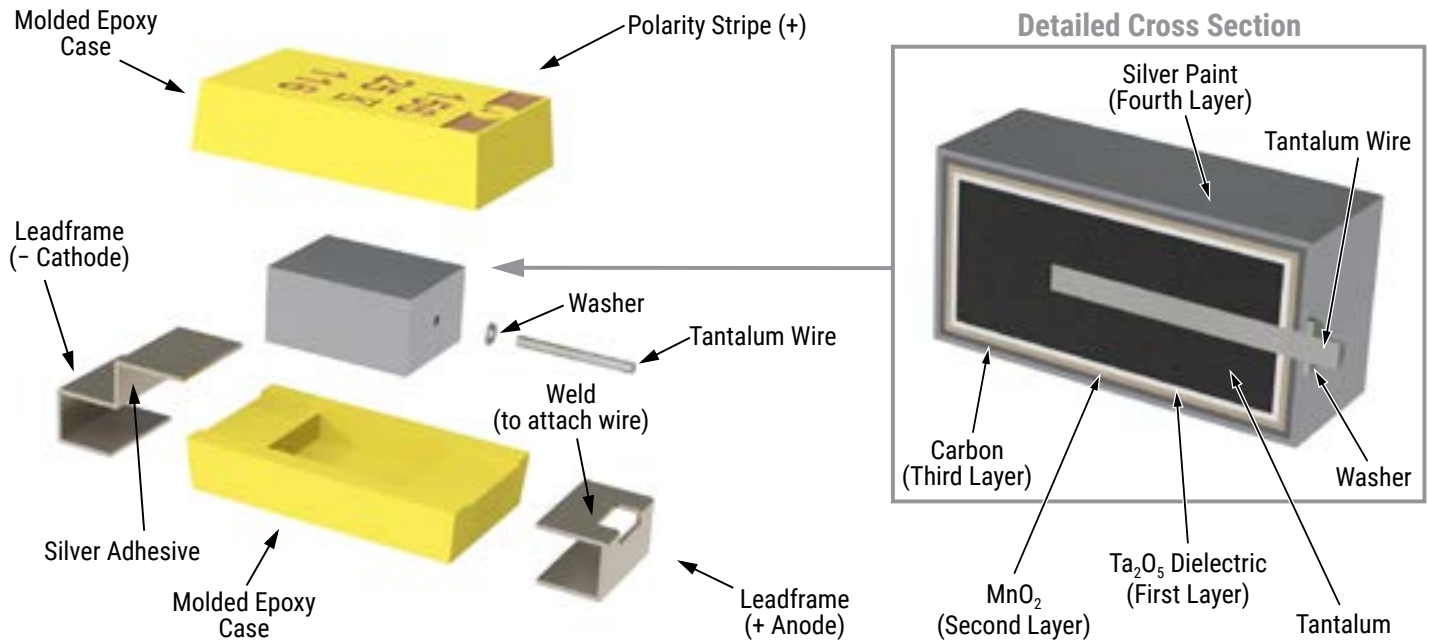 Molded Epoxy
Case
Polarity Stripe (+)
Leadframe
(− Cathode)
Washer
Tantalum Wire
Weld
(to attach wire)
Silver Adhesive
Molded Epoxy
Case
Leadframe
(+ Anode)
Detailed Cross Section
Silver Paint
(Fourth Layer)
Tantalum Wire
Carbon
(Third Layer)
Washer
MnO₂
(Second Layer)
Ta₂O₅ Dielectric
(First Layer)
Tantalum